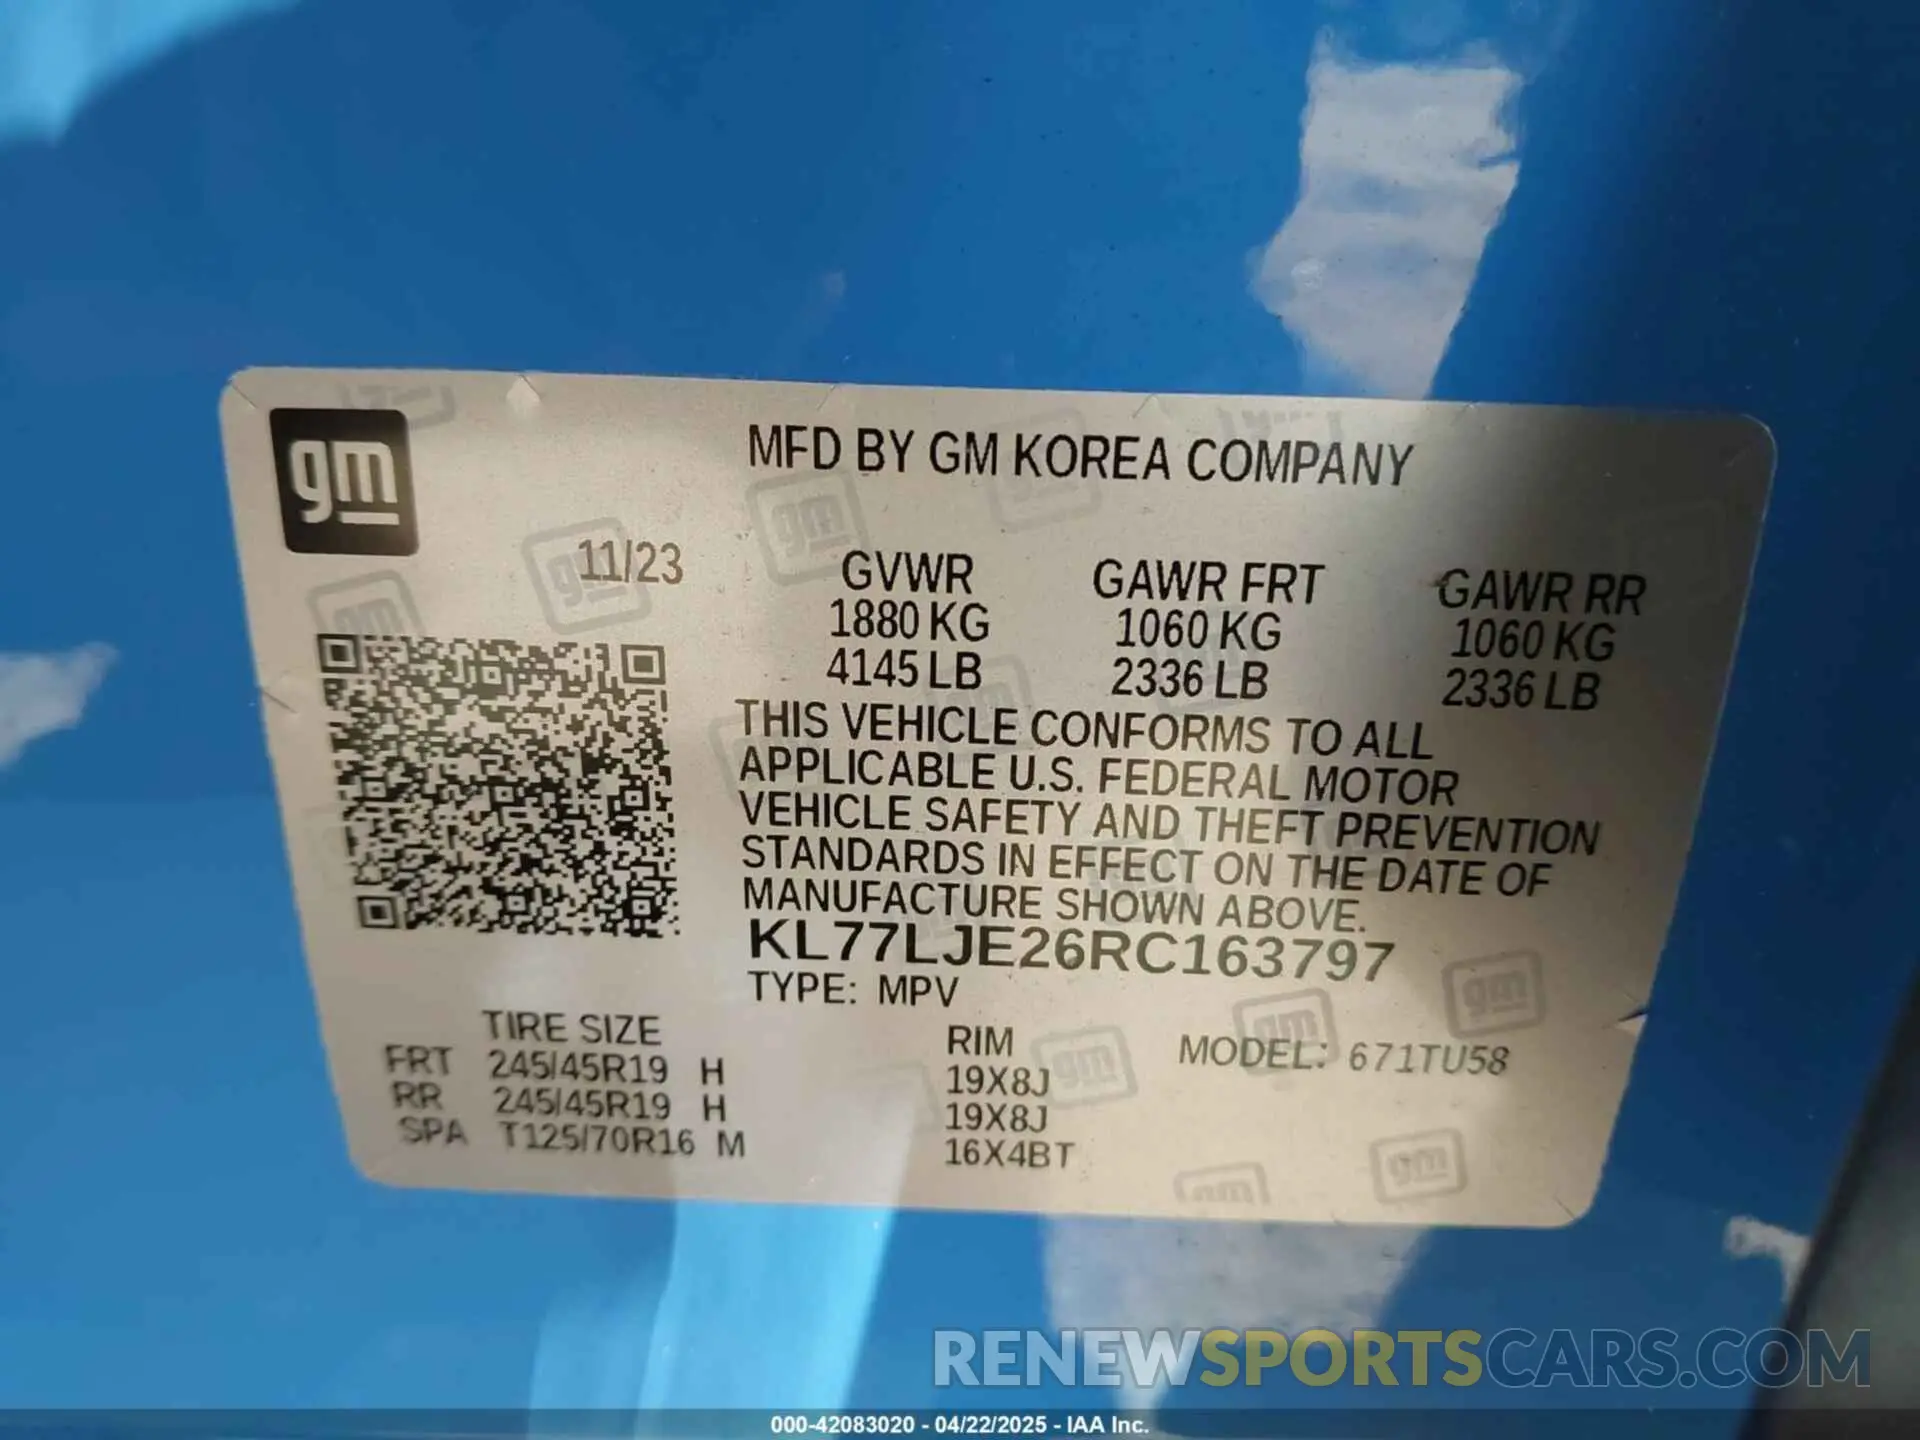 gm
MFD BY GM KOREA COMPANY
11/23
GVWR GAWR FRT GAWR RR
1880 KG 1060 KG 1060 KG
4145 LB 2336 LB 2336 LB
THIS VEHICLE CONFORMS TO ALL
APPLICABLE U.S. FEDERAL MOTOR
VEHICLE SAFETY AND THEFT PREVENTION
STANDARDS IN EFFECT ON THE DATE OF
MANUFACTURE SHOWN ABOVE.
KL77LJE26RC163797
TYPE: MPV
TIRE SIZE RIM MODEL: 671TU58
FRT 245/45R19 H 19X8J
RR 245/45R19 H 19X8J
SPA T125/70R16 M 16X4BT
RENEWSPORTSCARS.COM
000-42083020 - 04/22/2025 - IAA Inc.